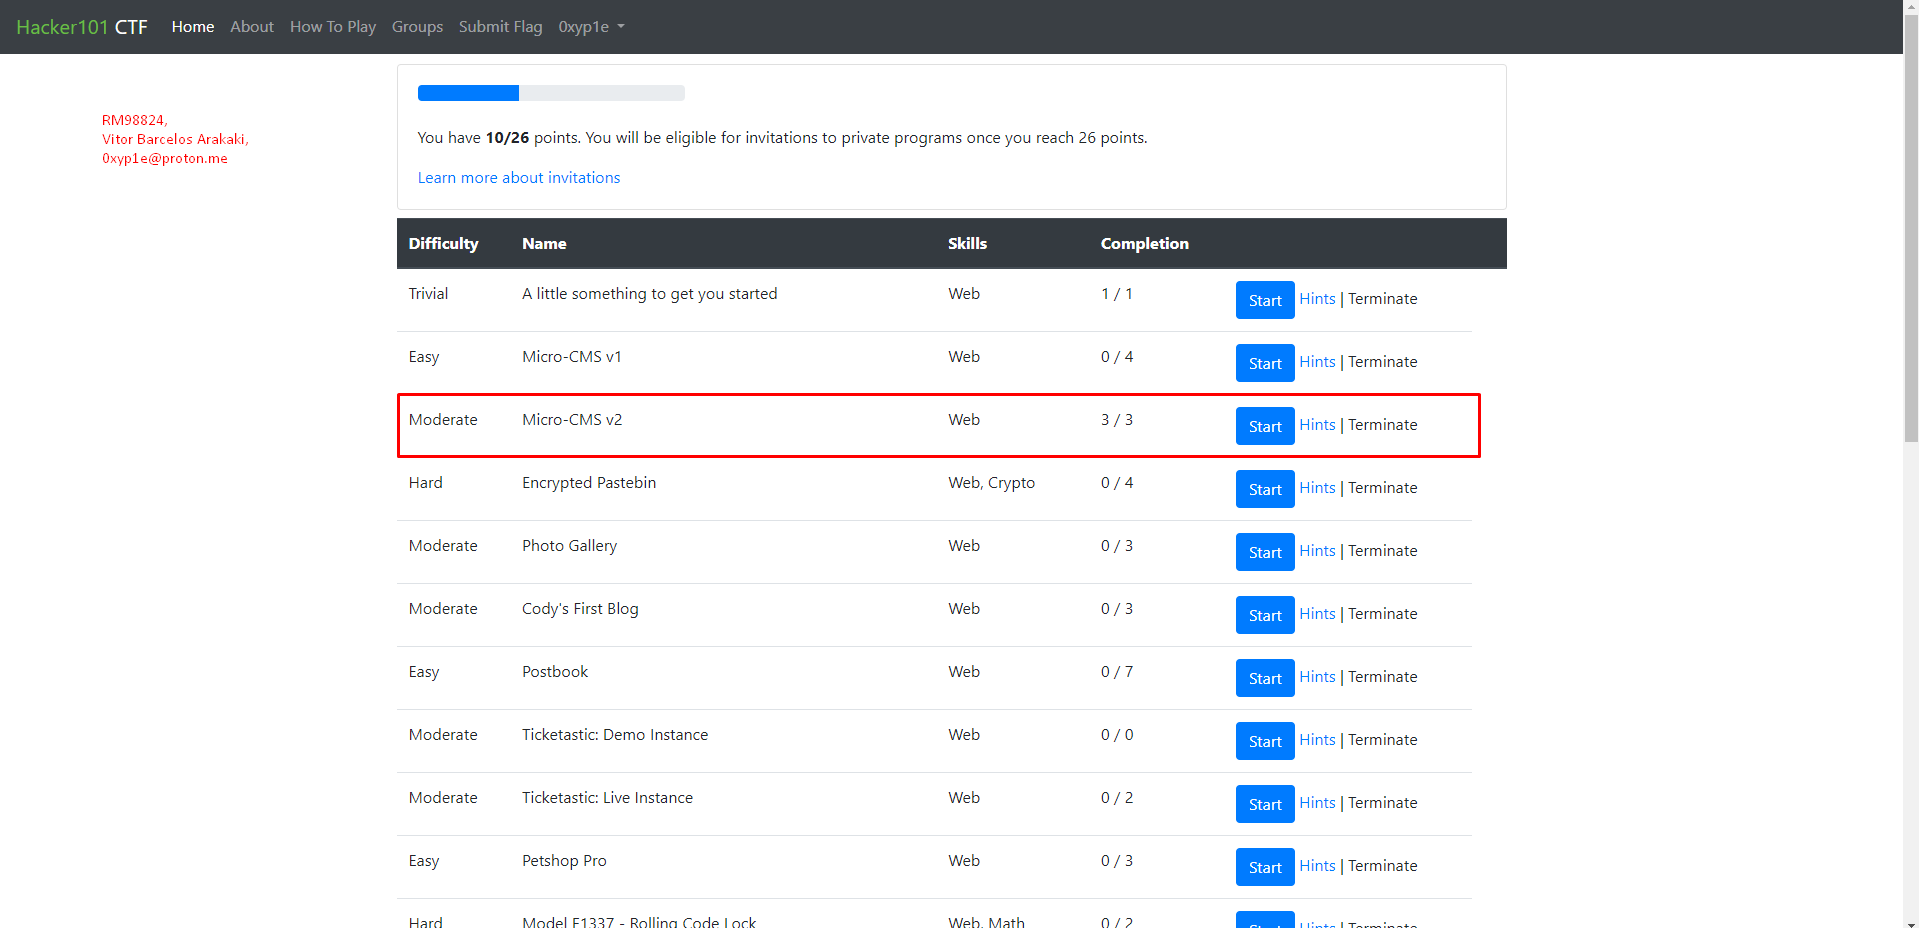 Hacker101 CTF Home About How To Play Groups Submit Flag 0xyp1e
RM98824,
Vitor Barcelos Arakaki,
0xyp1e@proton.me
You have 10/26 points. You will be eligible for invitations to private programs once you reach 26 points.
Learn more about invitations
Difficulty Name Skills Completion
Trivial A little something to get you started Web 1 / 1 Start Hints | Terminate
Easy Micro-CMS v1 Web 0 / 4 Start Hints | Terminate
Moderate Micro-CMS v2 Web 3 / 3 Start Hints | Terminate
Hard Encrypted Pastebin Web, Crypto 0 / 4 Start Hints | Terminate
Moderate Photo Gallery Web 0 / 3 Start Hints | Terminate
Moderate Cody's First Blog Web 0 / 3 Start Hints | Terminate
Easy Postbook Web 0 / 7 Start Hints | Terminate
Moderate Ticketastic: Demo Instance Web 0 / 0 Start Hints | Terminate
Moderate Ticketastic: Live Instance Web 0 / 2 Start Hints | Terminate
Easy Petshop Pro Web 0 / 3 Start Hints | Terminate
Hard Model E1337 - Rolling Code Lock Web, Math 0 / 2 Start Hints | Terminate